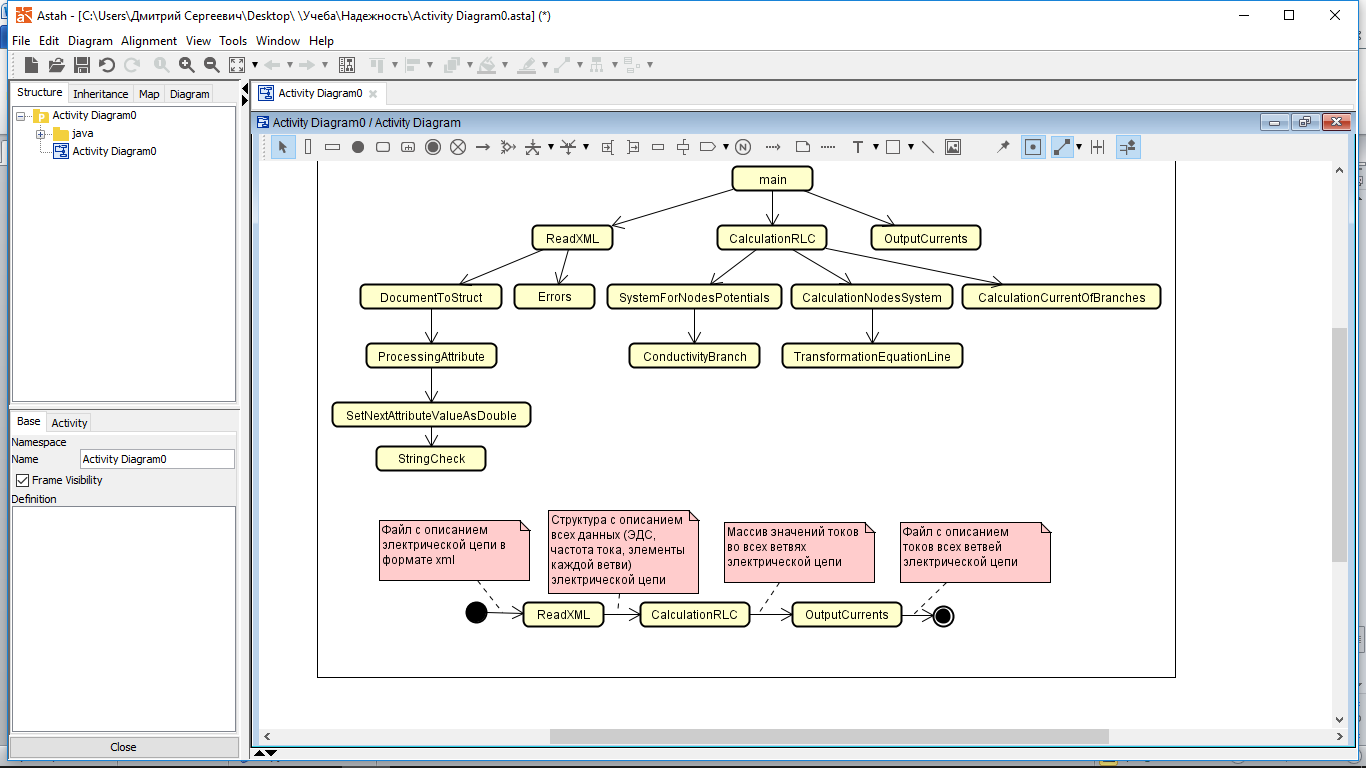 Astah - [C:\Users\Дмитрий Сергеевич\Desktop\ \Учеба\Надежность\Activity Diagram0.asta] (*)
File Edit Diagram Alignment View Tools Window Help
Structure Inheritance Map Diagram
Activity Diagram0
java
Activity Diagram0
Base Activity
Namespace
Name Activity Diagram0
Frame Visibility
Definition
Close
Activity Diagram0
Activity Diagram0 / Activity Diagram
main
ReadXML CalculationRLC OutputCurrents
DocumentToStruct Errors SystemForNodesPotentials CalculationNodesSystem CalculationCurrentOfBranches
ProcessingAttribute ConductivityBranch TransformationEquationLine
SetNextAttributeValueAsDouble
StringCheck
Файл с описанием
электрической цепи в
формате xml
Структура с описанием
всех данных (ЭДС,
частота тока, элементы
каждой ветви)
электрической цепи
Массив значений токов
во всех ветвях
электрической цепи
Файл с описанием
токов всех ветвей
электрической цепи
ReadXML CalculationRLC OutputCurrents